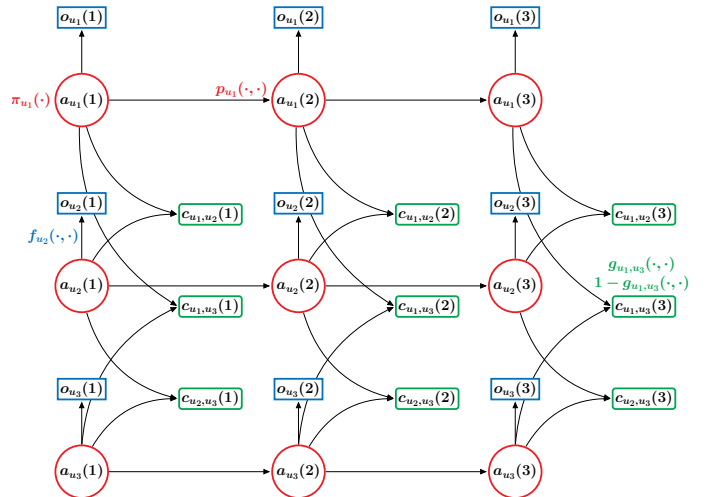 o_{u_1}(1) o_{u_1}(2) o_{u_1}(3)
π_{u_1}(·) a_{u_1}(1) p_{u_1}(·,·) a_{u_1}(2) a_{u_1}(3)
o_{u_2}(1) o_{u_2}(2) o_{u_2}(3)
c_{u_1,u_2}(1) c_{u_1,u_2}(2) c_{u_1,u_2}(3)
f_{u_2}(·,·)
g_{u_1,u_3}(·,·)
a_{u_2}(1) a_{u_2}(2) a_{u_2}(3) 1 − g_{u_1,u_3}(·,·)
c_{u_1,u_3}(1) c_{u_1,u_3}(2) c_{u_1,u_3}(3)
o_{u_3}(1) o_{u_3}(2) o_{u_3}(3)
c_{u_2,u_3}(1) c_{u_2,u_3}(2) c_{u_2,u_3}(3)
a_{u_3}(1) a_{u_3}(2) a_{u_3}(3)